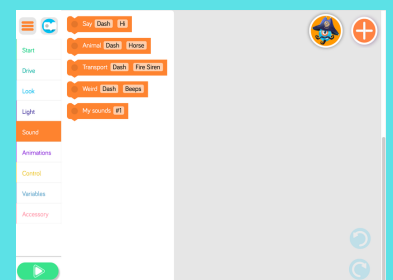 Start
Drive
Look
Light
Sound
Animations
Control
Variables
Accessory
Say Dash Hi
Animal Dash Horse
Transport Dash Fire Siren
Weird Dash Beeps
My sounds #1